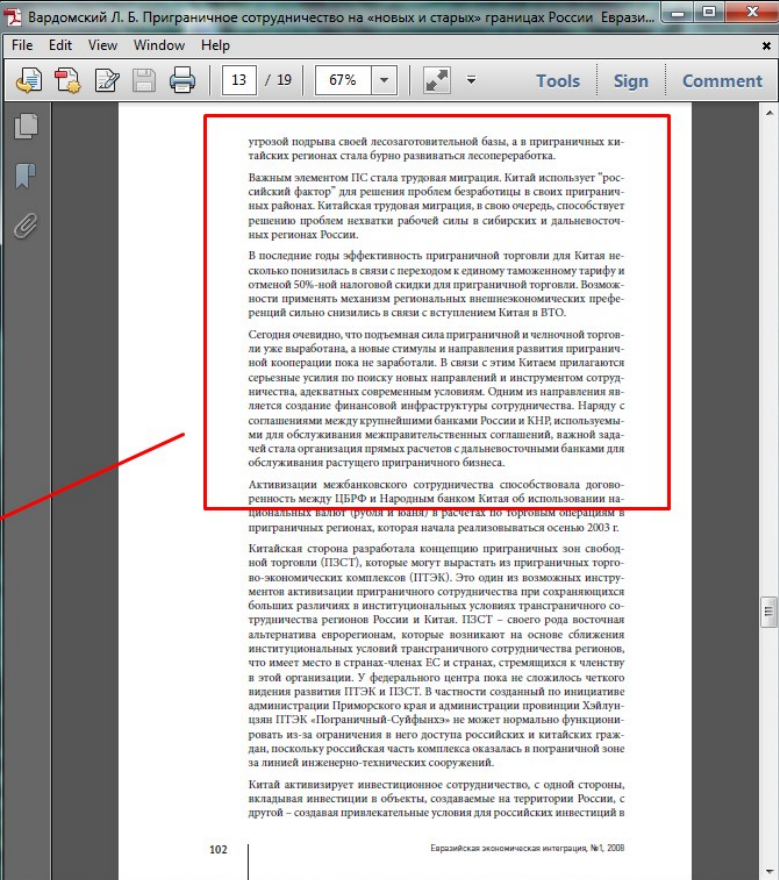 Вардомский Л. Б. Приграничное сотрудничество на «новых и старых» границах России Еврази...
File Edit View Window Help
13 / 19 67% Tools Sign Comment
угрозой подрыва своей лесозаготовительной базы, а в приграничных ки-
тайских регионах стала бурно развиваться лесопереработка.
Важным элементом ПС стала трудовая миграция. Китай использует "рос-
сийский фактор" для решения проблем безработицы в своих пригранич-
ных районах. Китайская трудовая миграция, в свою очередь, способствует
решению проблем нехватки рабочей силы в сибирских и дальневосточ-
ных регионах России.
В последние годы эффективность приграничной торговли для Китая не-
сколько понизилась в связи с переходом к единому таможенному тарифу и
отменой 50%-ной налоговой скидки для приграничной торговли. Возмож-
ности применять механизм региональных внешнеэкономических префе-
ренций сильно снизились в связи с вступлением Китая в ВТО.
Сегодня очевидно, что подъемная сила приграничной и челночной торгов-
ли уже выработана, а новые стимулы и направления развития пригранич-
ной кооперации пока не заработали. В связи с этим Китаем прилагаются
серьезные усилия по поиску новых направлений и инструментом сотруд-
ничества, адекватных современным условиям. Одним из направления яв-
ляется создание финансовой инфраструктуры сотрудничества. Наряду с
соглашениями между крупнейшими банками России и КНР, используемы-
ми для обслуживания межправительственных соглашений, важной зада-
чей стала организация прямых расчетов с дальневосточными банками для
обслуживания растущего приграничного бизнеса.
Активизации межбанковского сотрудничества способствовала догово-
ренность между ЦБРФ и Народным банком Китая об использовании на-
циональных валют (рубля и юаня) в расчетах по торговым операциям в
приграничных регионах, которая начала реализовываться осенью 2003 г.
Китайская сторона разработала концепцию приграничных зон свобод-
ной торговли (ПЗСТ), которые могут вырастать из приграничных торго-
во-экономических комплексов (ПТЭК). Это один из возможных инстру-
ментов активизации приграничного сотрудничества при сохраняющихся
больших различиях в институциональных условиях трансграничного со-
трудничества регионов России и Китая. ПЗСТ – своего рода восточная
альтернатива еврорегионам, которые возникают на основе сближения
институциональных условий трансграничного сотрудничества регионов,
что имеет место в странах-членах ЕС и странах, стремящихся к членству
в этой организации. У федерального центра пока не сложилось четкого
видения развития ПТЭК и ПЗСТ. В частности созданный по инициативе
администрации Приморского края и администрации провинции Хэйлун-
цзян ПТЭК «Пограничный-Суйфынхэ» не может нормально функциони-
ровать из-за ограничения в него доступа российских и китайских граж-
дан, поскольку российская часть комплекса оказалась в пограничной зоне
за линией инженерно-технических сооружений.
Китай активизирует инвестиционное сотрудничество, с одной стороны,
вкладывая инвестиции в объекты, создаваемые на территории России, с
другой – создавая привлекательные условия для российских инвестиций в
102 Евразийская экономическая интеграция, №1, 2008